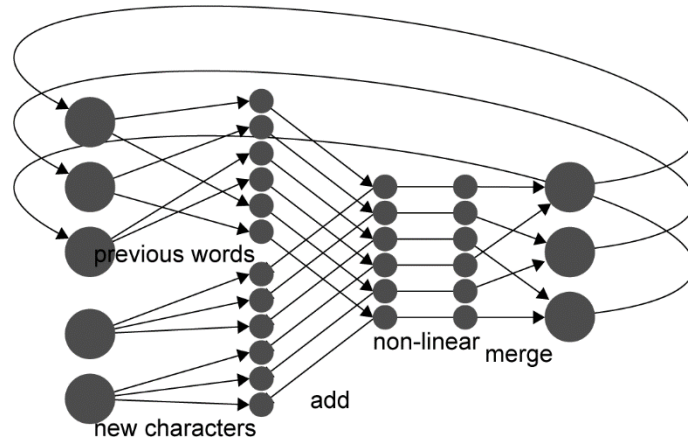 previous words
non-linear
merge
add
new characters